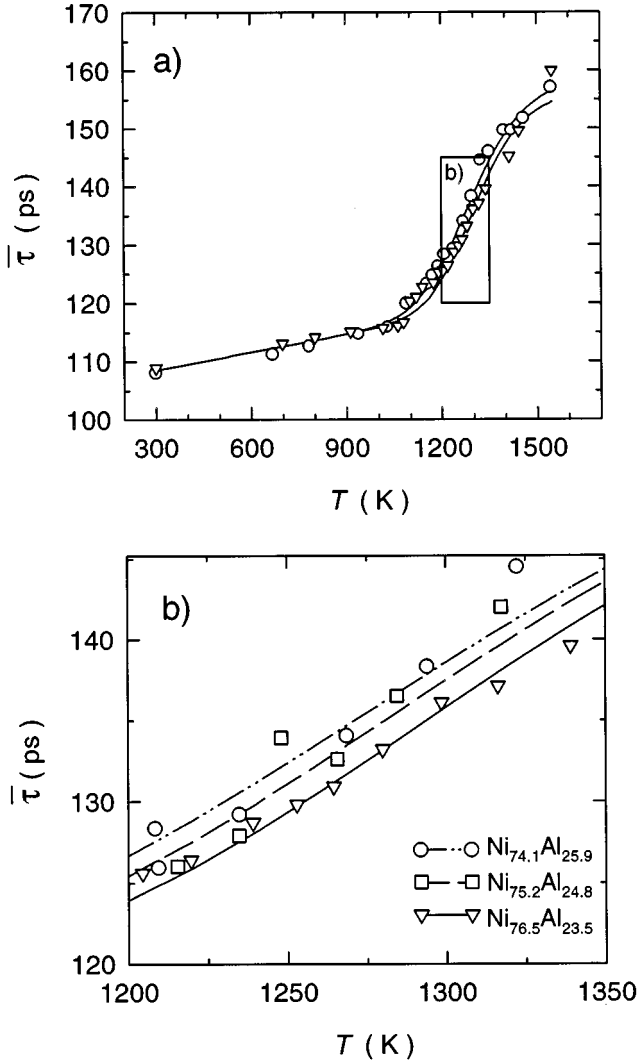 170
160
150
140
130
120
110
100
τ̅ (ps)
a)
b)
300 600 900 1200 1500
T (K)
b)
140
130
120
τ̅ (ps)
Ni74.1Al25.9
Ni75.2Al24.8
Ni76.5Al23.5
1200 1250 1300 1350
T (K)